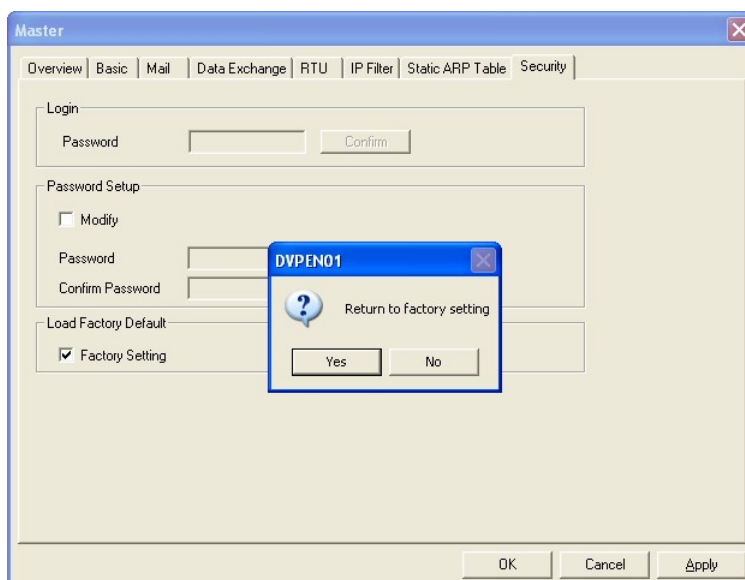 Master
Overview Basic Mail Data Exchange RTU IP Filter Static ARP Table Security
Login
Password Confirm
Password Setup
Modify
Password
Confirm Password
DVPEN01
Return to factory setting
Yes No
Load Factory Default
Factory Setting
OK Cancel Apply